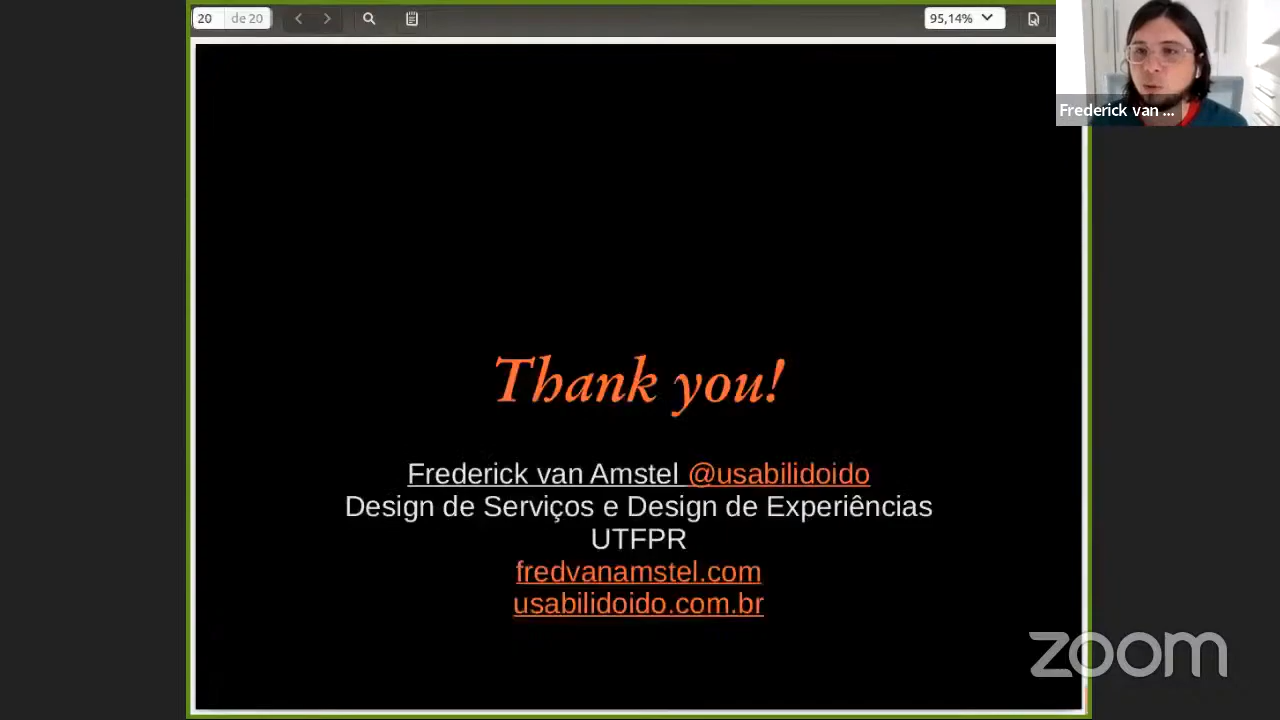 20 de 20
95,14%
Frederick van ...
Thank you!
Frederick van Amstel @usabilidoido
Design de Serviços e Design de Experiências
UTFPR
fredvanamstel.com
usabilidoido.com.br
zoom